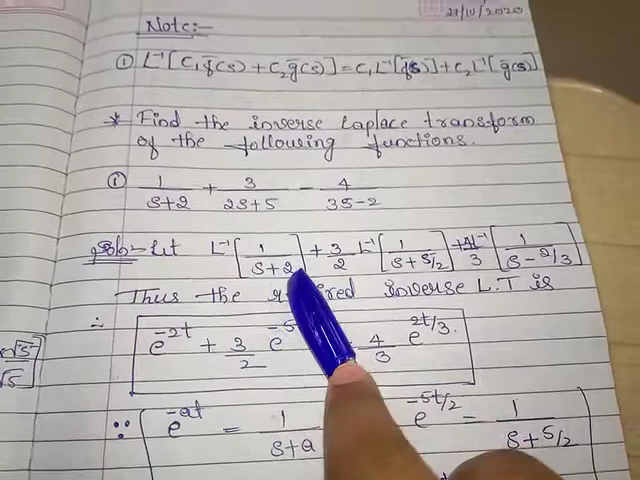 21/10/2020
Note:-
① L⁻¹[C₁f̄(s) + C₂ḡ(s)] = C₁L⁻¹[f̄(s)] + C₂L⁻¹[ḡ(s)]
* Find the inverse Laplace transform
of the following functions.
① 1/(s+2) + 3/(2s+5) - 4/(3s-2)
Sol:- Let L⁻¹[1/(s+2)] + 3/2 L⁻¹[1/(s+5/2)] 4/3 L⁻¹[1/(s-2/3)]
Thus the inverse L.T is
∴ e^-2t + 3/2 e^-5 4/3 e^2t/3.
√5
∵ e^-at = 1/(s+a) e^-5t/2 = 1/(s+5/2)